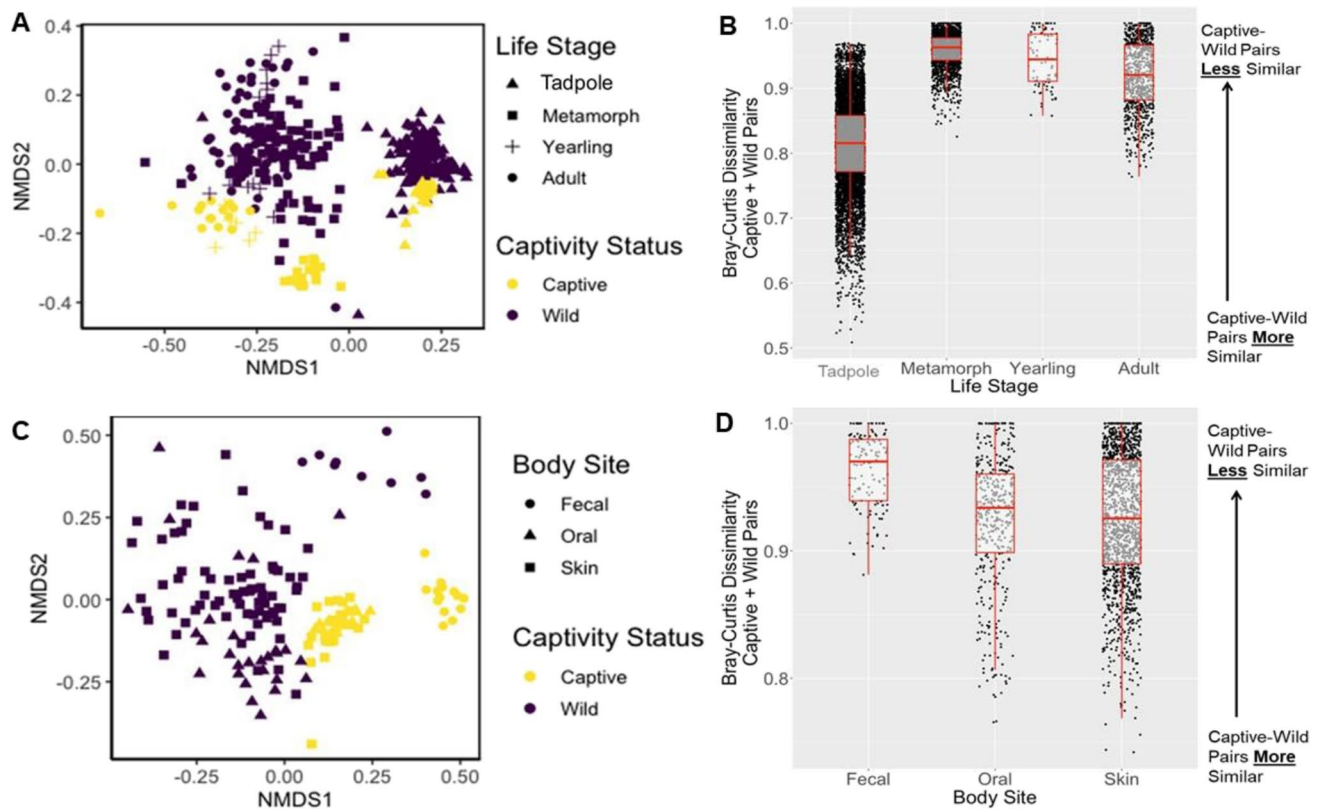 A
0.4
0.2
0.0
-0.2
-0.4
NMDS2
-0.50
-0.25
0.00
0.25
NMDS1
Life Stage
Tadpole
Metamorph
Yearling
Adult
Captivity Status
Captive
Wild
B
Bray-Curtis Dissimilarity
Captive + Wild Pairs
1.0
0.9
0.8
0.7
0.6
0.5
Tadpole
Metamorph
Yearling
Adult
Life Stage
Captive-
Wild Pairs
Less Similar
Captive-Wild
Pairs More
Similar
C
0.50
0.25
0.00
-0.25
NMDS2
-0.25
0.00
0.25
0.50
NMDS1
Body Site
Fecal
Oral
Skin
Captivity Status
Captive
Wild
D
Bray-Curtis Dissimilarity
Captive + Wild Pairs
1.0
0.9
0.8
Fecal
Oral
Skin
Body Site
Captive-
Wild Pairs
Less Similar
Captive-Wild
Pairs More
Similar